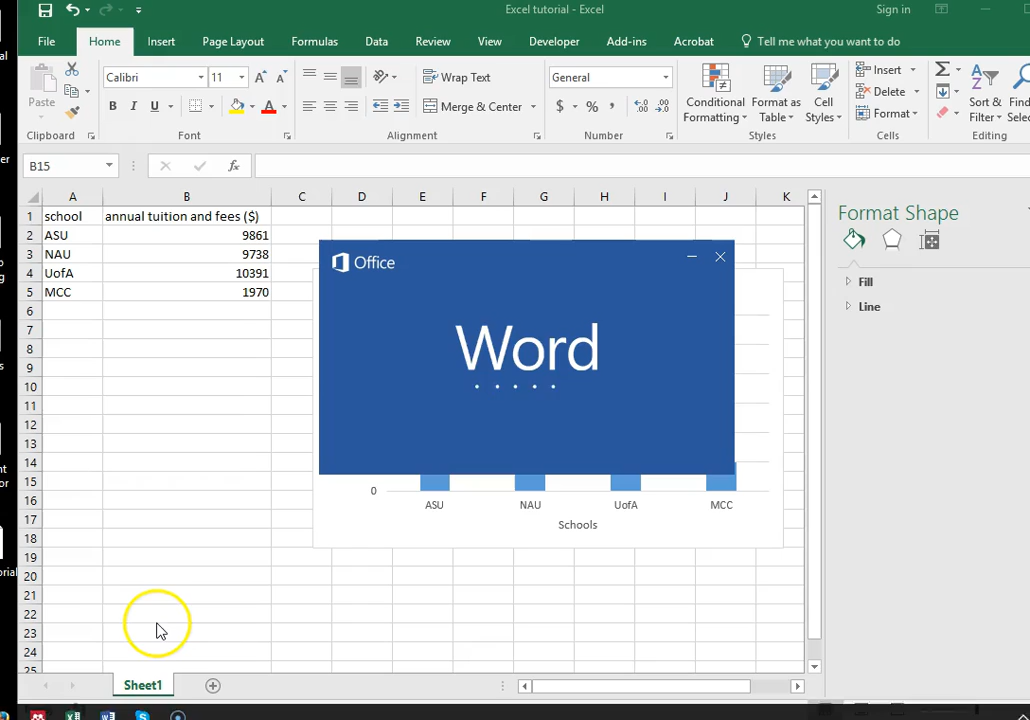 Excel tutorial - Excel
Sign in
File Home Insert Page Layout Formulas Data Review View Developer Add-ins Acrobat Tell me what you want to do
Paste
Calibri 11
B I U
A A
Wrap Text
Merge & Center
General
$ % ,
Conditional Formatting
Format as Table
Cell Styles
Insert
Delete
Format
Sort & Filter
Clipboard Font Alignment Number Styles Cells Editing
B15
fx
A B C D E F G H I J K
1 school annual tuition and fees ($)
2 ASU 9861
3 NAU 9738
4 UofA 10391
5 MCC 1970
6
7
8
9
10
11
12
13
14
15
16
17
18
19
20
21
22
23
24
25
Office
Word
0
ASU NAU UofA MCC
Schools
Format Shape
Fill
Line
Sheet1